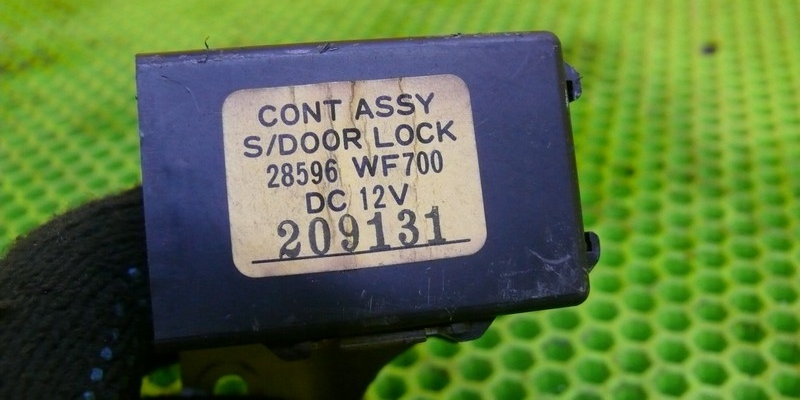 CONT ASSY
S/DOOR LOCK
28596 WF700
DC 12V
209131